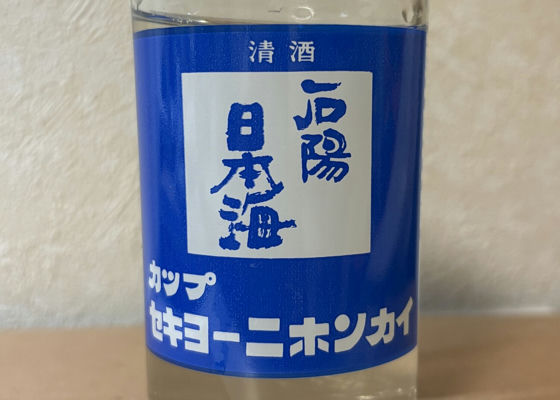 清酒
石陽
日本海
カップ
セキヨーニホンカイ